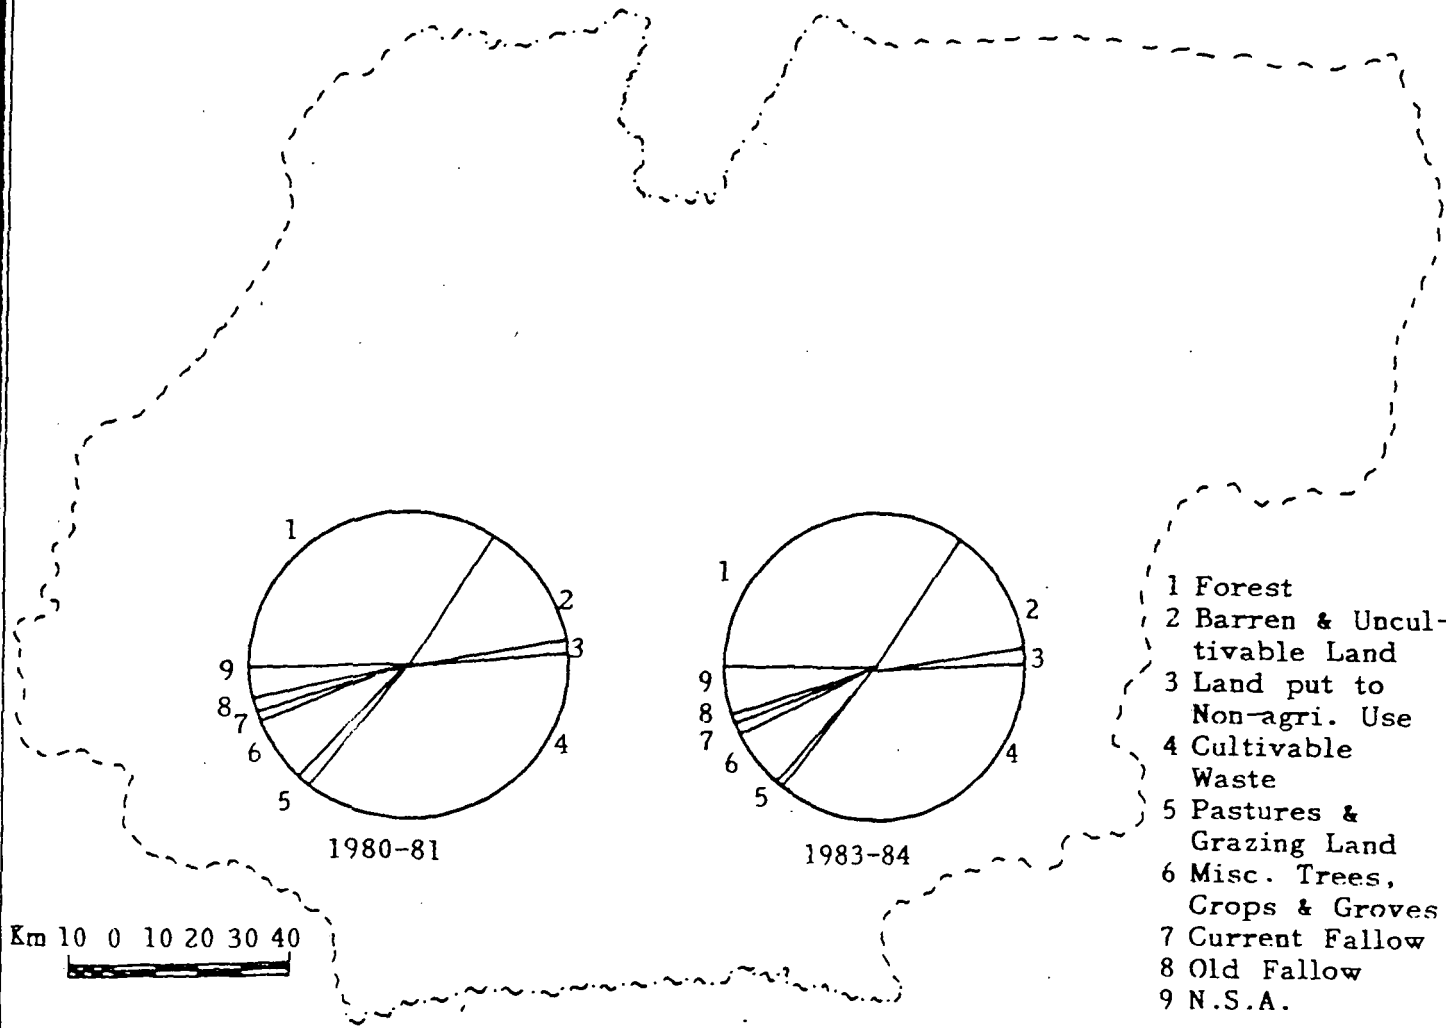 1
2
3
4
5
6
7
8
9
1980-81
1
2
3
4
5
6
7
8
9
1983-84
1 Forest
2 Barren & Uncul-
tivable Land
3 Land put to
Non-agri. Use
4 Cultivable
Waste
5 Pastures &
Grazing Land
6 Misc. Trees,
Crops & Groves
7 Current Fallow
8 Old Fallow
9 N.S.A.
Km 10 0 10 20 30 40